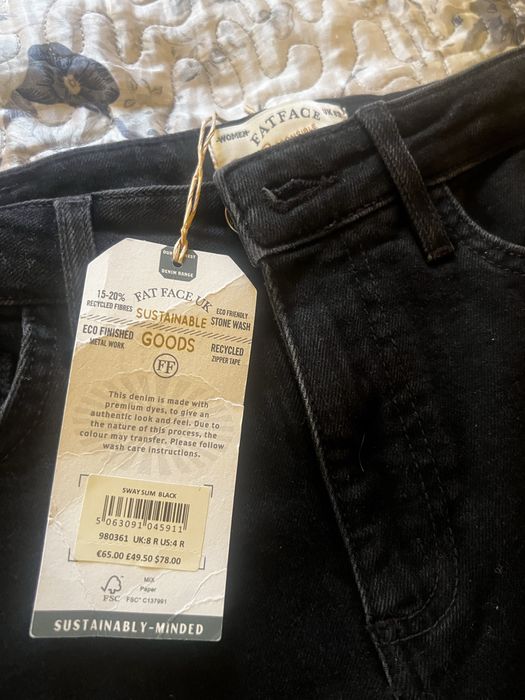 -WOMEN-
FATFACE
UK 8R
DENIM RANGE
FAT FACE UK
15-20%
RECYCLED FIBRES
SUSTAINABLE
ECO FRIENDLY
STONE WASH
ECO FINISHED
METAL WORK
GOODS
RECYCLED
ZIPPER TAPE
FF
This denim is made with
premium dyes, to give an
authentic look and feel. Due to
the nature of this process, the
colour may transfer. Please follow
wash care instructions.
SWAY SLIM BLACK
5 063091 045911
980361 UK:8 R US:4 R
€65.00 £49.50 $78.00
MIX
Paper
FSC
FSC® C137991
SUSTAINABLY-MINDED